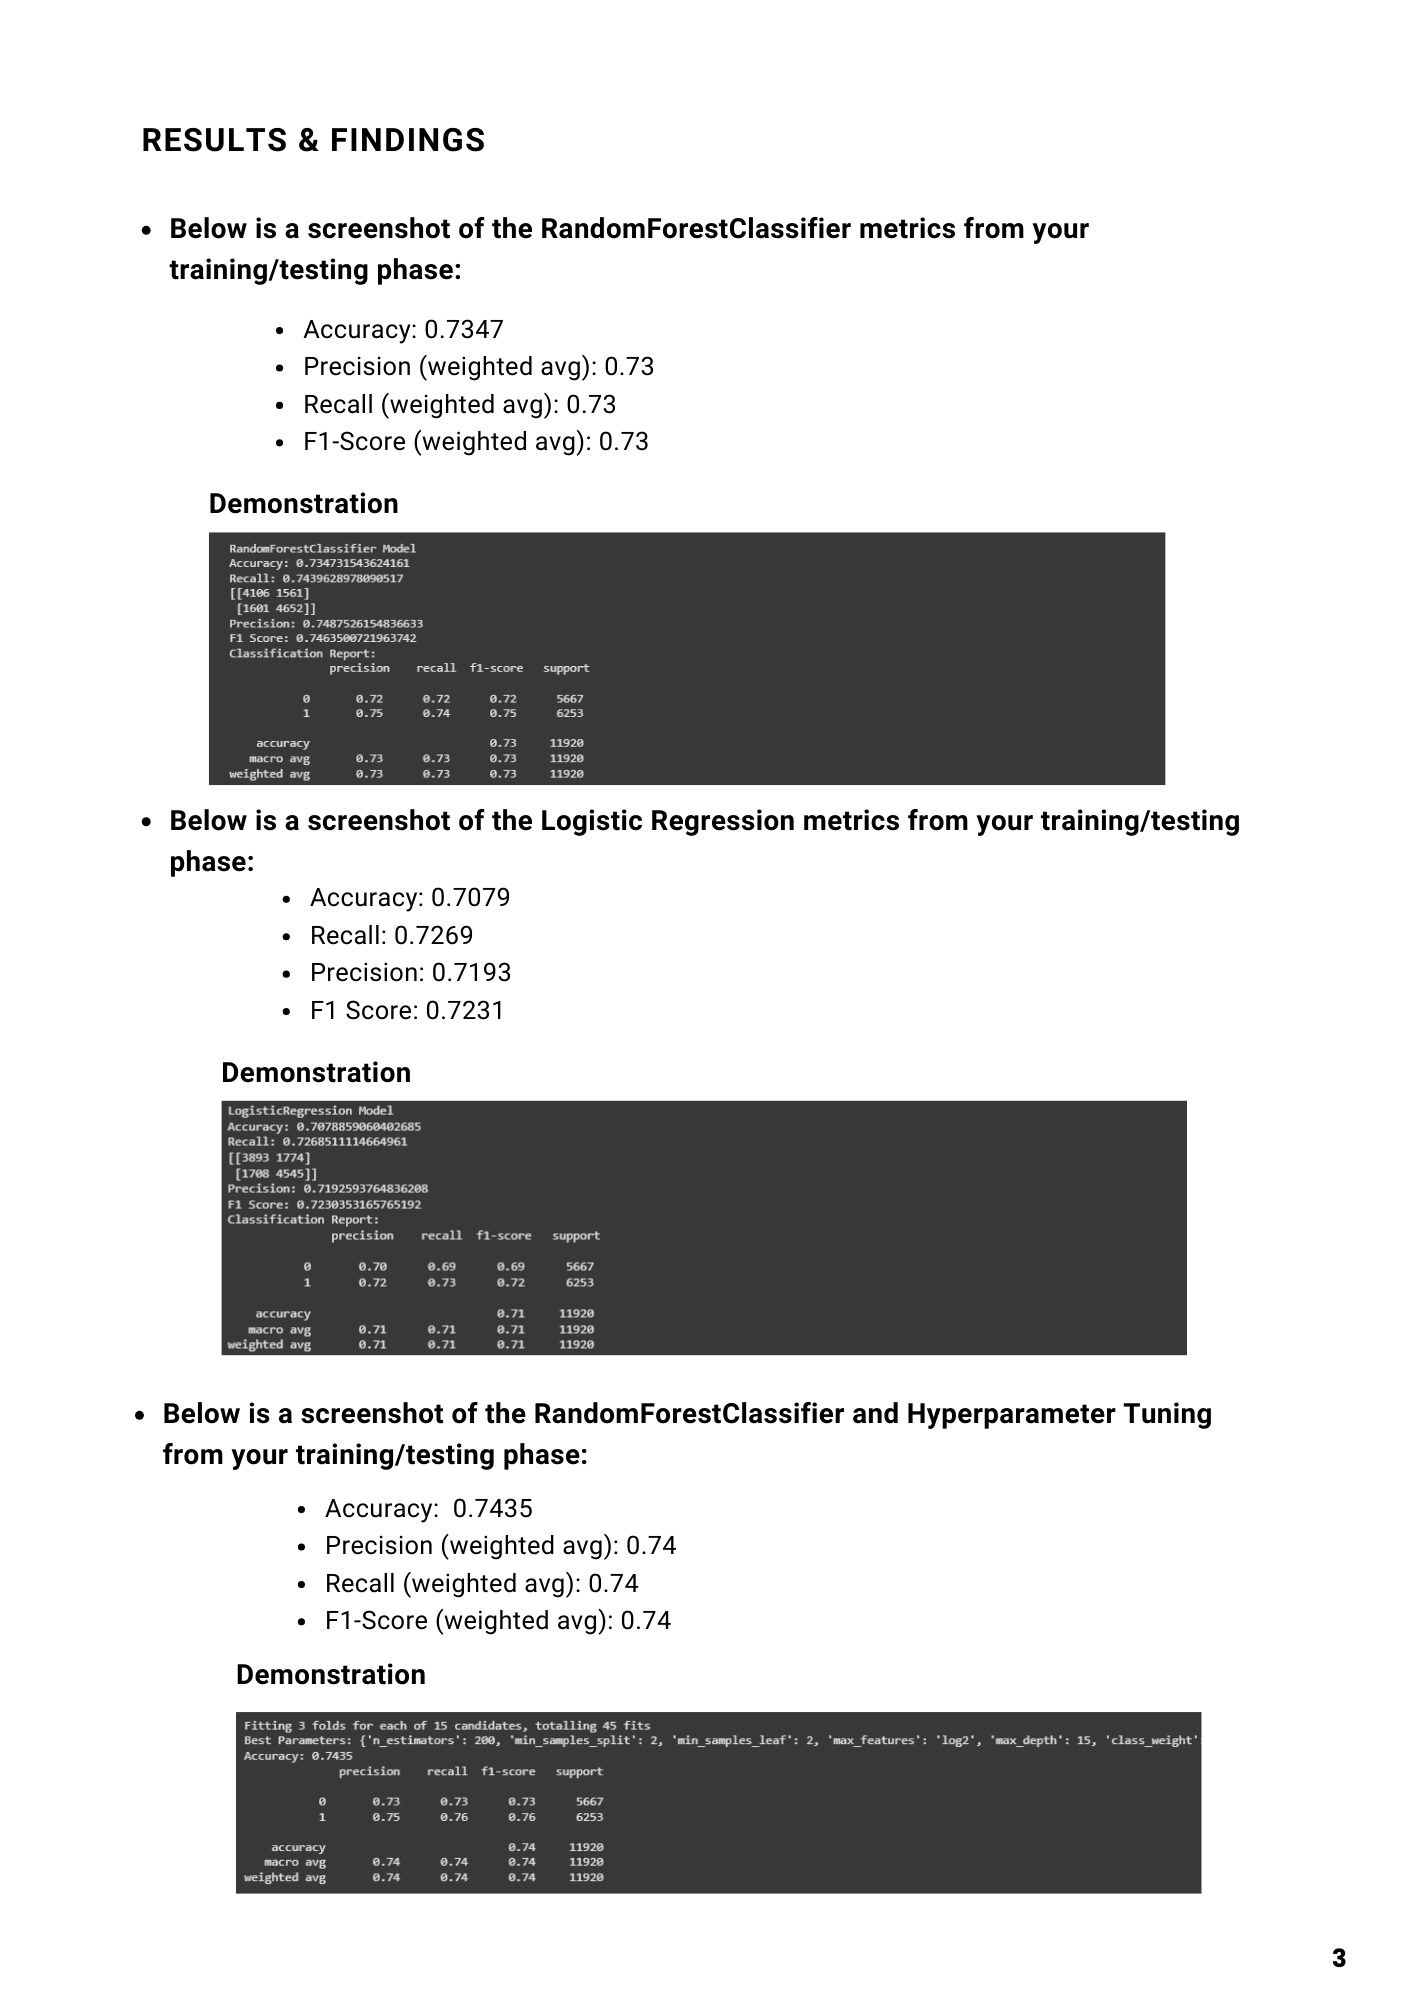 RESULTS & FINDINGS
• Below is a screenshot of the RandomForestClassifier metrics from your
training/testing phase:
• Accuracy: 0.7347
• Precision (weighted avg): 0.73
• Recall (weighted avg): 0.73
• F1-Score (weighted avg): 0.73
Demonstration
RandomForestClassifier Model
Accuracy: 0.734731543624161
Recall: 0.7439628978090517
[[4106 1561]
[1601 4652]]
Precision: 0.7487526154836633
F1 Score: 0.7463500721963742
Classification Report:
precision recall f1-score support
0 0.72 0.72 0.72 5667
1 0.75 0.74 0.75 6253
accuracy 0.73 11920
macro avg 0.73 0.73 0.73 11920
weighted avg 0.73 0.73 0.73 11920
• Below is a screenshot of the Logistic Regression metrics from your training/testing
phase:
• Accuracy: 0.7079
• Recall: 0.7269
• Precision: 0.7193
• F1 Score: 0.7231
Demonstration
LogisticRegression Model
Accuracy: 0.7078859060402685
Recall: 0.7268511114664961
[[3893 1774]
[1708 4545]]
Precision: 0.7192593764836208
F1 Score: 0.7230353165765192
Classification Report:
precision recall f1-score support
0 0.70 0.69 0.69 5667
1 0.72 0.73 0.72 6253
accuracy 0.71 11920
macro avg 0.71 0.71 0.71 11920
weighted avg 0.71 0.71 0.71 11920
• Below is a screenshot of the RandomForestClassifier and Hyperparameter Tuning
from your training/testing phase:
• Accuracy: 0.7435
• Precision (weighted avg): 0.74
• Recall (weighted avg): 0.74
• F1-Score (weighted avg): 0.74
Demonstration
Fitting 3 folds for each of 15 candidates, totalling 45 fits
Best Parameters: {'n_estimators': 200, 'min_samples_split': 2, 'min_samples_leaf': 2, 'max_features': 'log2', 'max_depth': 15, 'class_weight':
Accuracy: 0.7435
precision recall f1-score support
0 0.73 0.73 0.73 5667
1 0.75 0.76 0.76 6253
accuracy 0.74 11920
macro avg 0.74 0.74 0.74 11920
weighted avg 0.74 0.74 0.74 11920
3